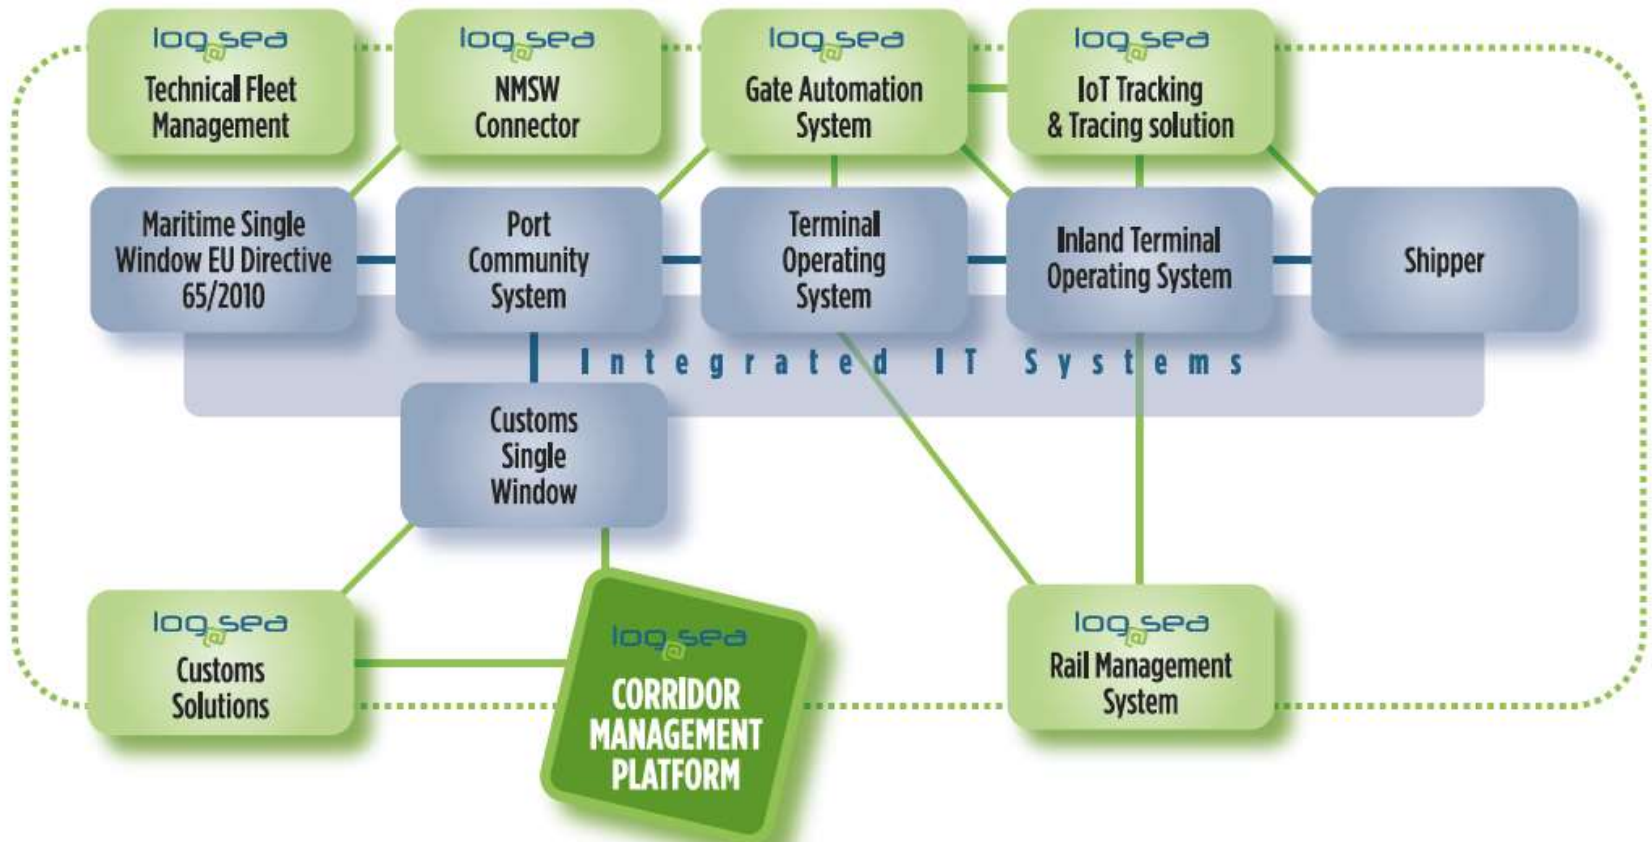 log@sea
Technical Fleet
Management
log@sea
NMSW
Connector
log@sea
Gate Automation
System
log@sea
IoT Tracking
& Tracing solution
Maritime Single
Window EU Directive
65/2010
Port
Community
System
Terminal
Operating
System
Inland Terminal
Operating System
Shipper
Integrated IT Systems
Customs
Single
Window
log@sea
Customs
Solutions
log@sea
CORRIDOR
MANAGEMENT
PLATFORM
log@sea
Rail Management
System